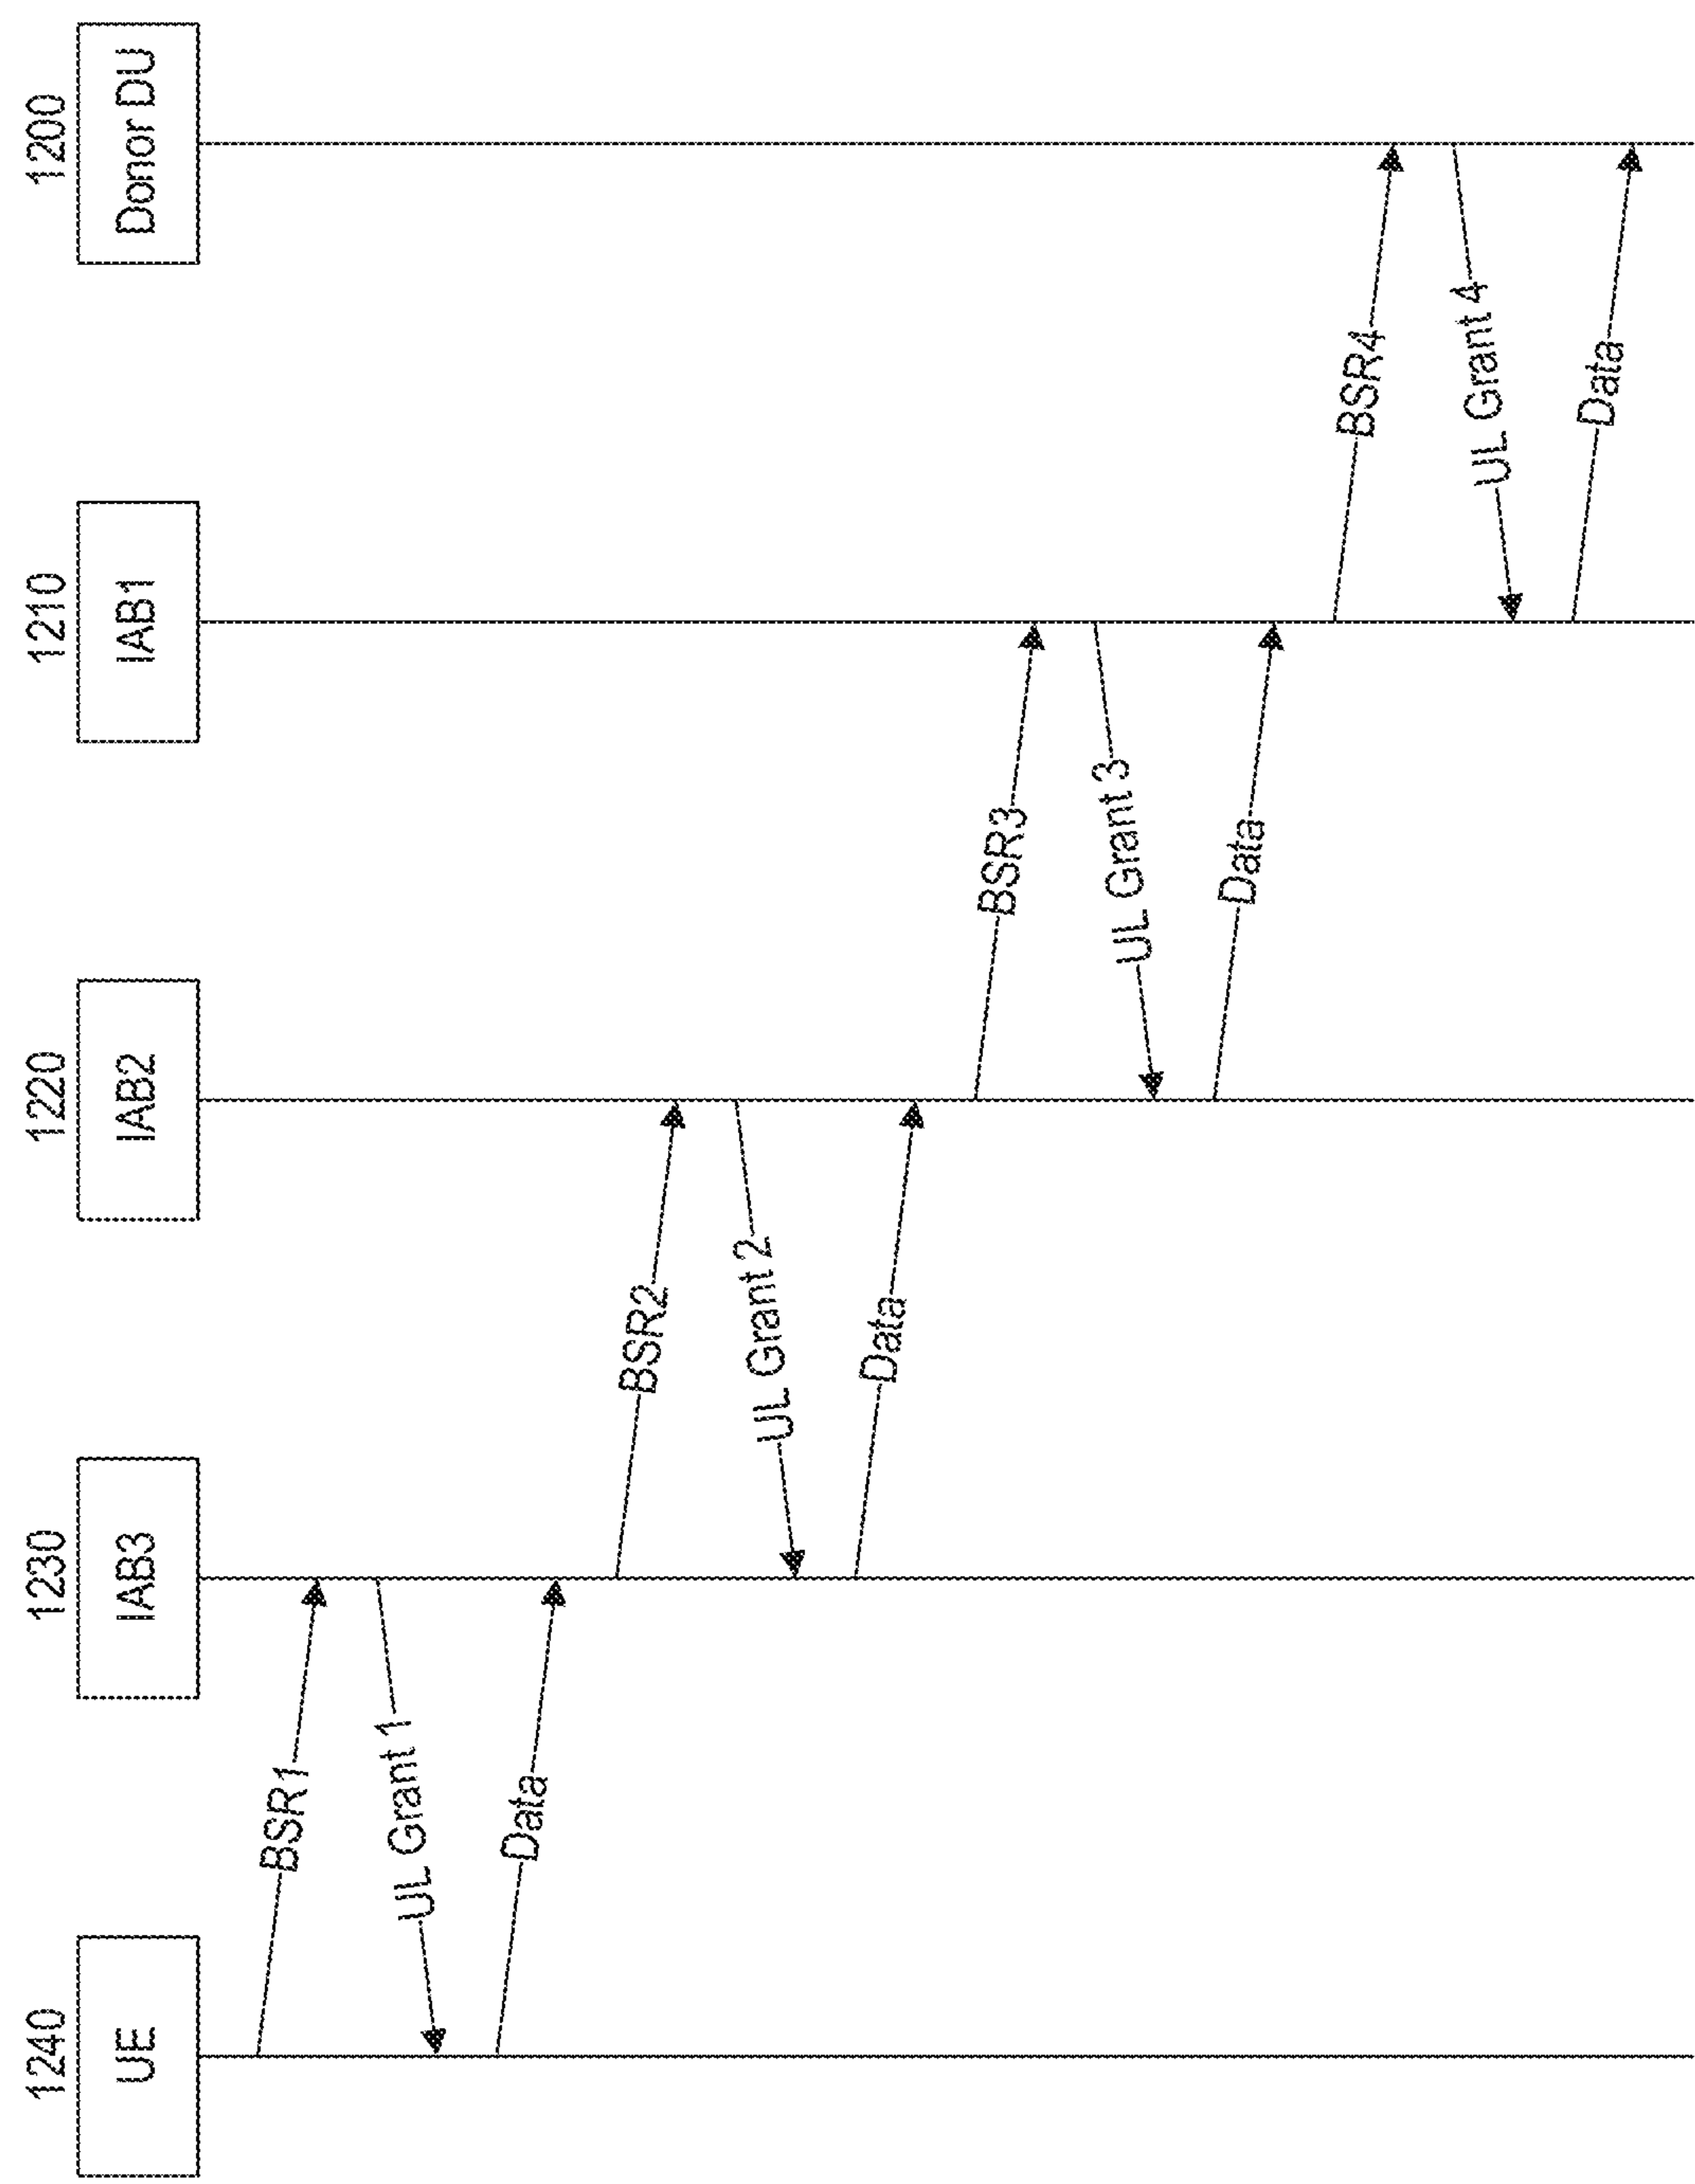 1240
1230
1220
1210
1200
UE
IAB3
IAB2
IAB1
Donor DU
BSR1
UL Grant 1
Data
BSR2
UL Grant 2
Data
BSR3
UL Grant 3
Data
BSR4
UL Grant 4
Data